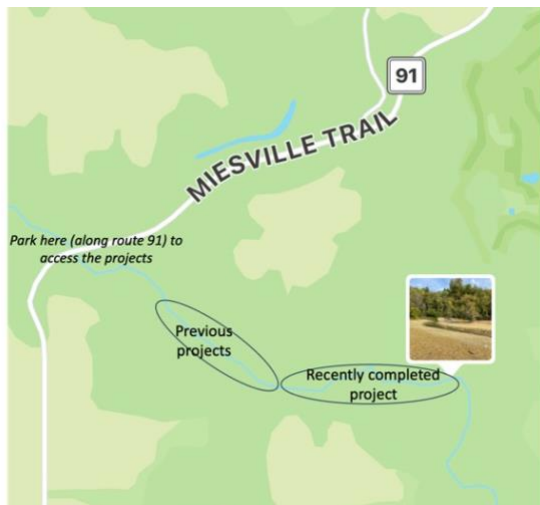 91
MIESVILLE TRAIL
Park here (along route 91) to
access the projects
Previous
projects
Recently completed
project